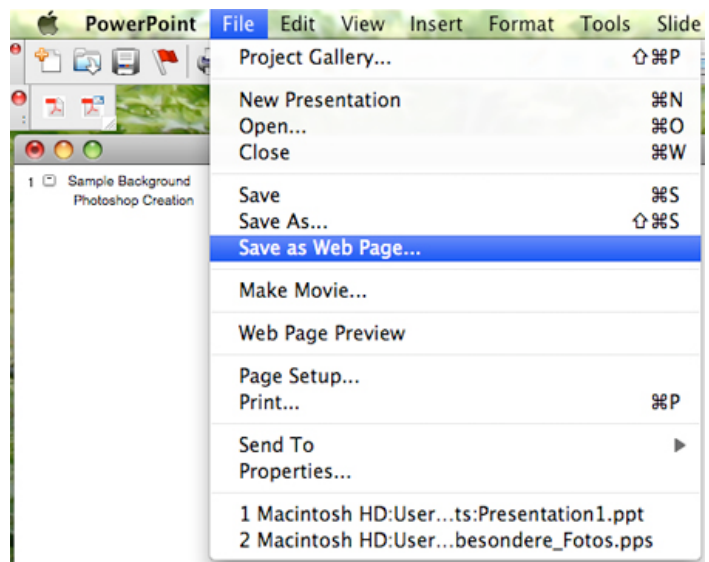 PowerPoint File Edit View Insert Format Tools Slide
Project Gallery... ⇧⌘P
New Presentation ⌘N
Open... ⌘O
Close ⌘W
1 Sample Background
Photoshop Creation
Save ⌘S
Save As... ⇧⌘S
Save as Web Page...
Make Movie...
Web Page Preview
Page Setup...
Print... ⌘P
Send To ▶
Properties...
1 Macintosh HD:User...ts:Presentation1.ppt
2 Macintosh HD:User...besondere_Fotos.pps